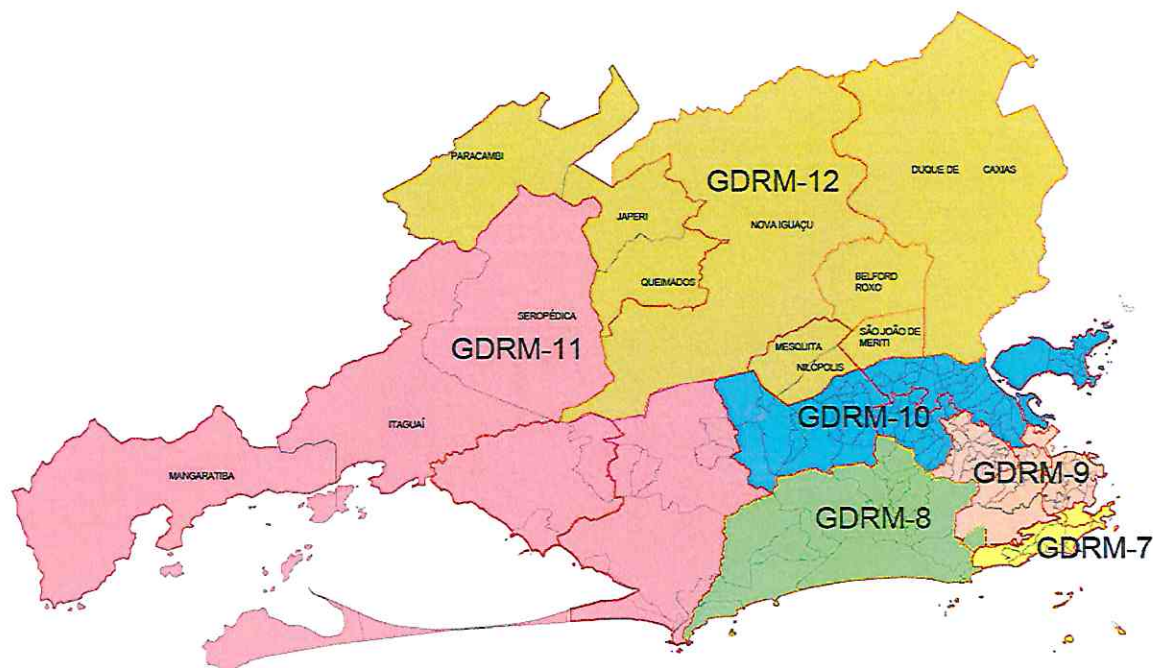 PARACAMBI
GDRM-12
DUQUE DE CAXIAS
JAPERI
NOVA IGUAÇU
QUEIMADOS
BELFORD
ROXO
SEROPÉDICA
GDRM-11
MESQUITA
SÃO JOÃO DE
MERITI
NILÓPOLIS
GDRM-10
ITAGUAÍ
MANGARATIBA
GDRM-9
GDRM-8
GDRM-7